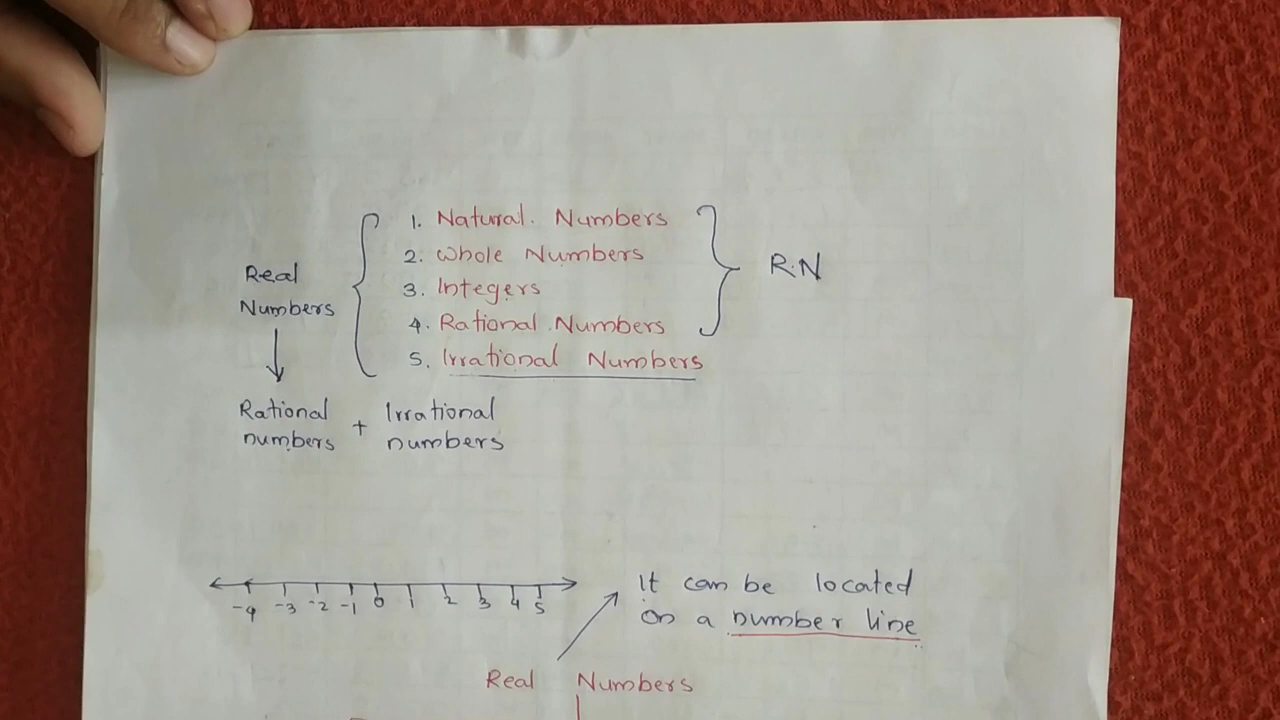 1. Natural. Numbers
2. Whole Numbers
3. Integers
4. Rational Numbers
5. Irrational Numbers
R.N
Real
Numbers
Rational
numbers
+
Irrational
numbers
-4 -3 -2 -1 0 1 2 3 4 5
It can be located
on a number line
Real Numbers